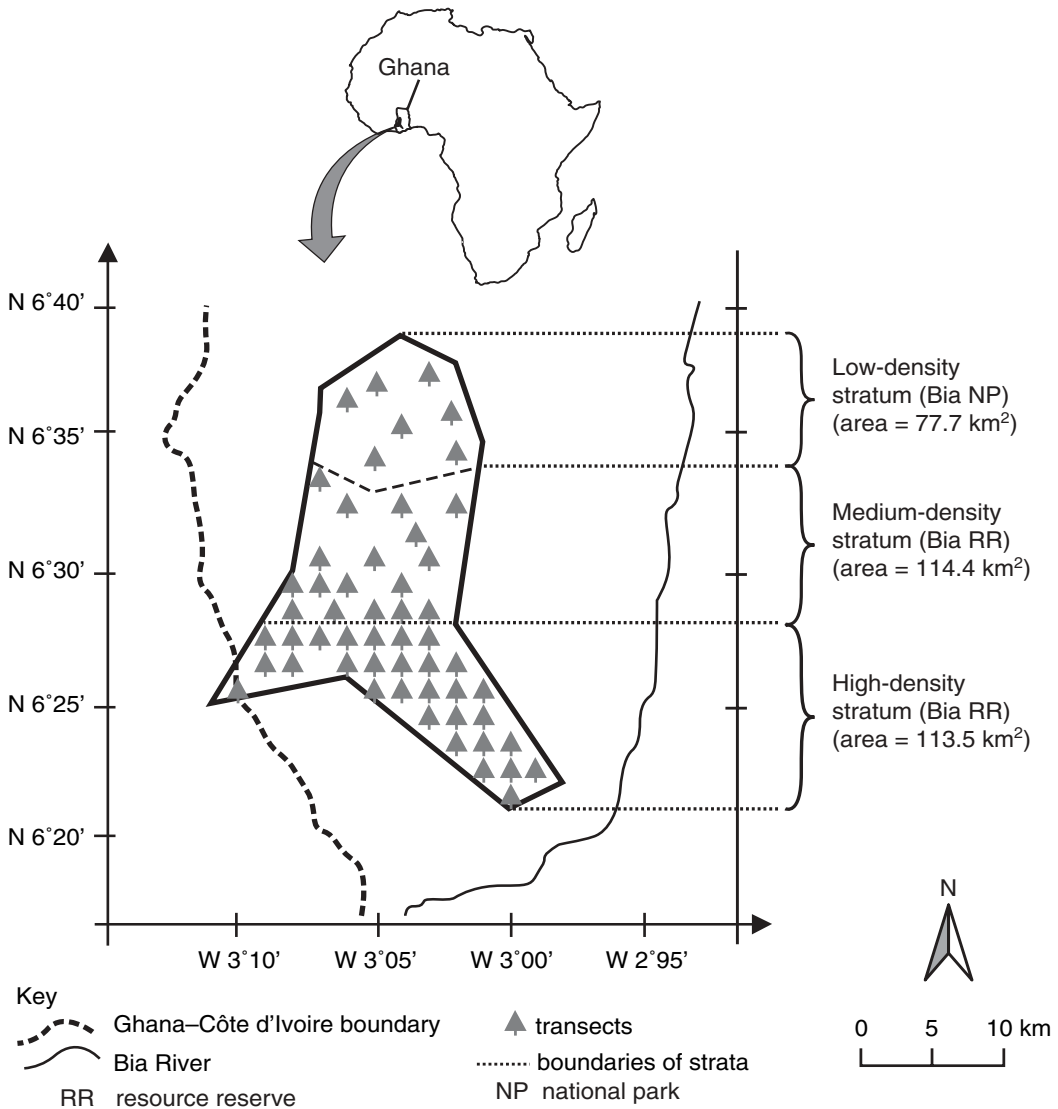 Ghana
N 6˚40’
N 6˚35’
N 6˚30’
N 6˚25’
N 6˚20’
Low-density
stratum (Bia NP)
(area = 77.7 km²)
Medium-density
stratum (Bia RR)
(area = 114.4 km²)
High-density
stratum (Bia RR)
(area = 113.5 km²)
W 3˚10’ W 3˚05’ W 3˚00’ W 2˚95’
N
Key
Ghana–Côte d’Ivoire boundary
Bia River
RR resource reserve
transects
boundaries of strata
NP national park
0 5 10 km